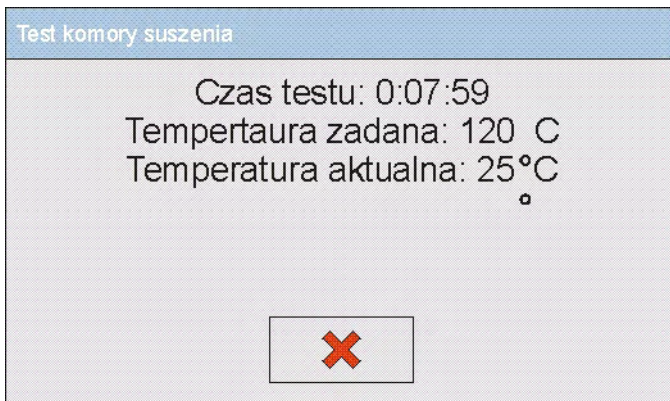 Test komory suszenia
Czas testu: 0:07:59
Tempertaura zadana: 120 C
Temperatura aktualna: 25°C
°